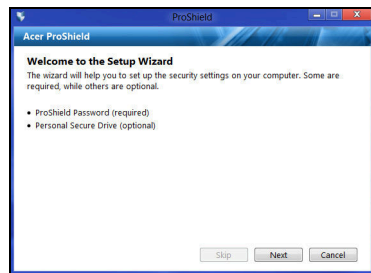 ProShield
Acer ProShield
Welcome to the Setup Wizard
The wizard will help you to set up the security settings on your computer. Some are
required, while others are optional.
• ProShield Password (required)
• Personal Secure Drive (optional)
Skip Next Cancel